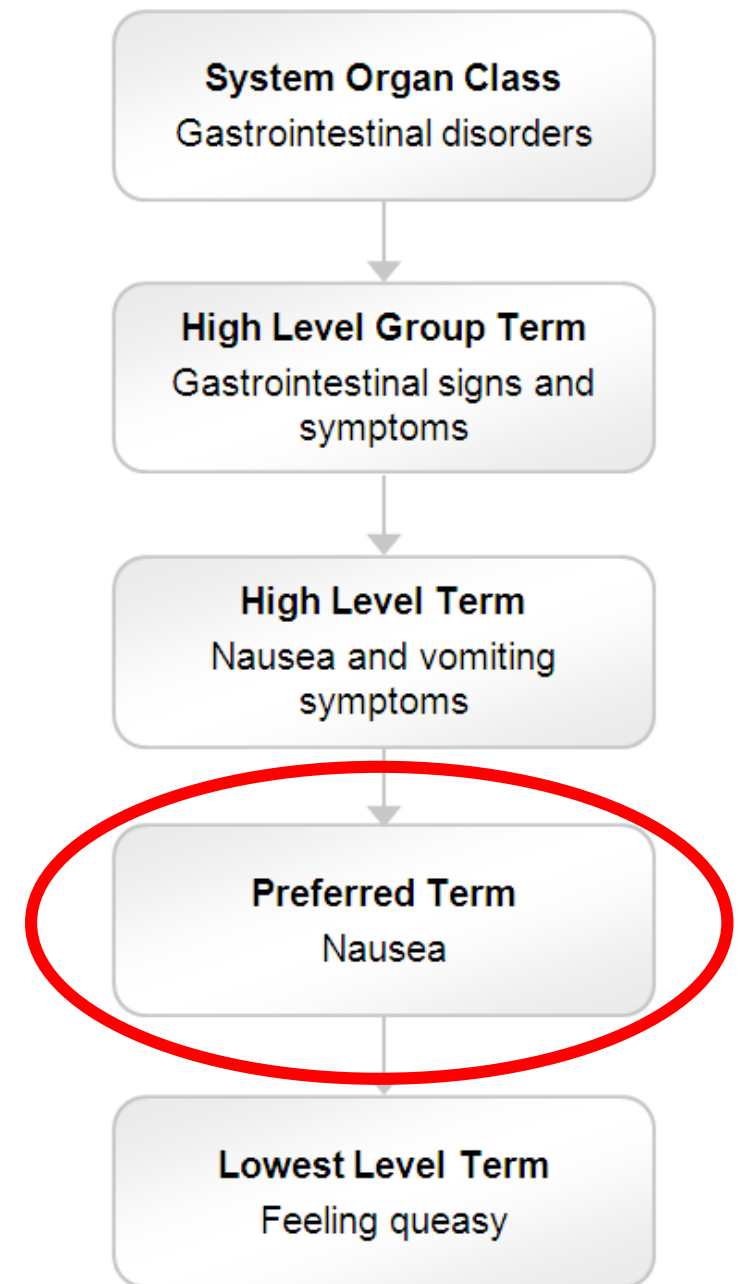 System Organ Class
Gastrointestinal disorders
High Level Group Term
Gastrointestinal signs and
symptoms
High Level Term
Nausea and vomiting
symptoms
Preferred Term
Nausea
Lowest Level Term
Feeling queasy